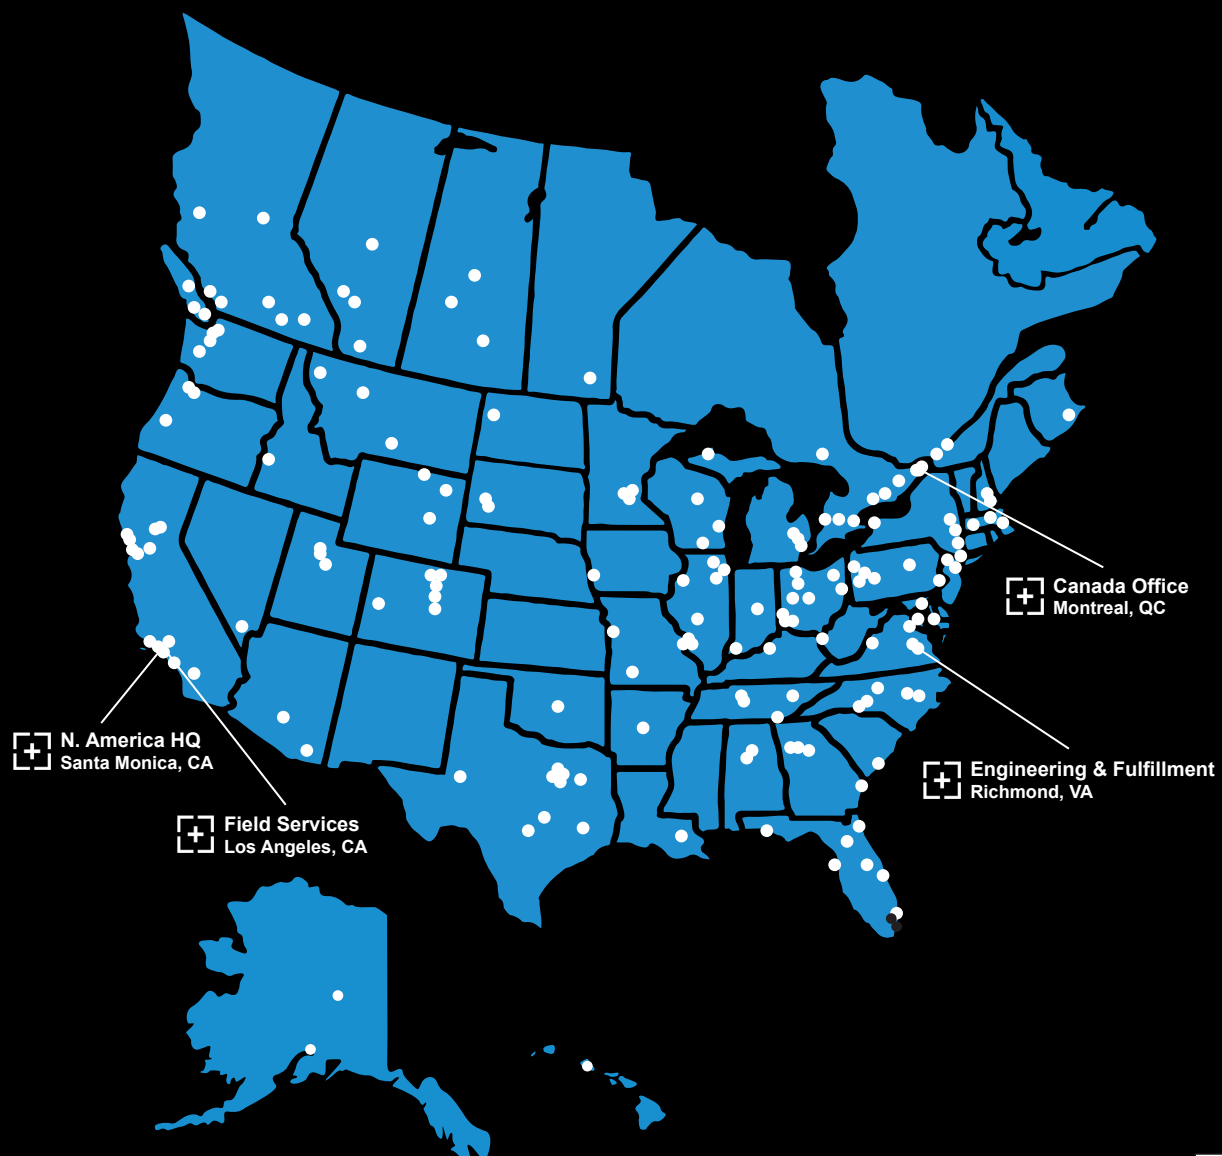 Canada Office
Montreal, QC
N. America HQ
Santa Monica, CA
Engineering & Fulfillment
Richmond, VA
Field Services
Los Angeles, CA